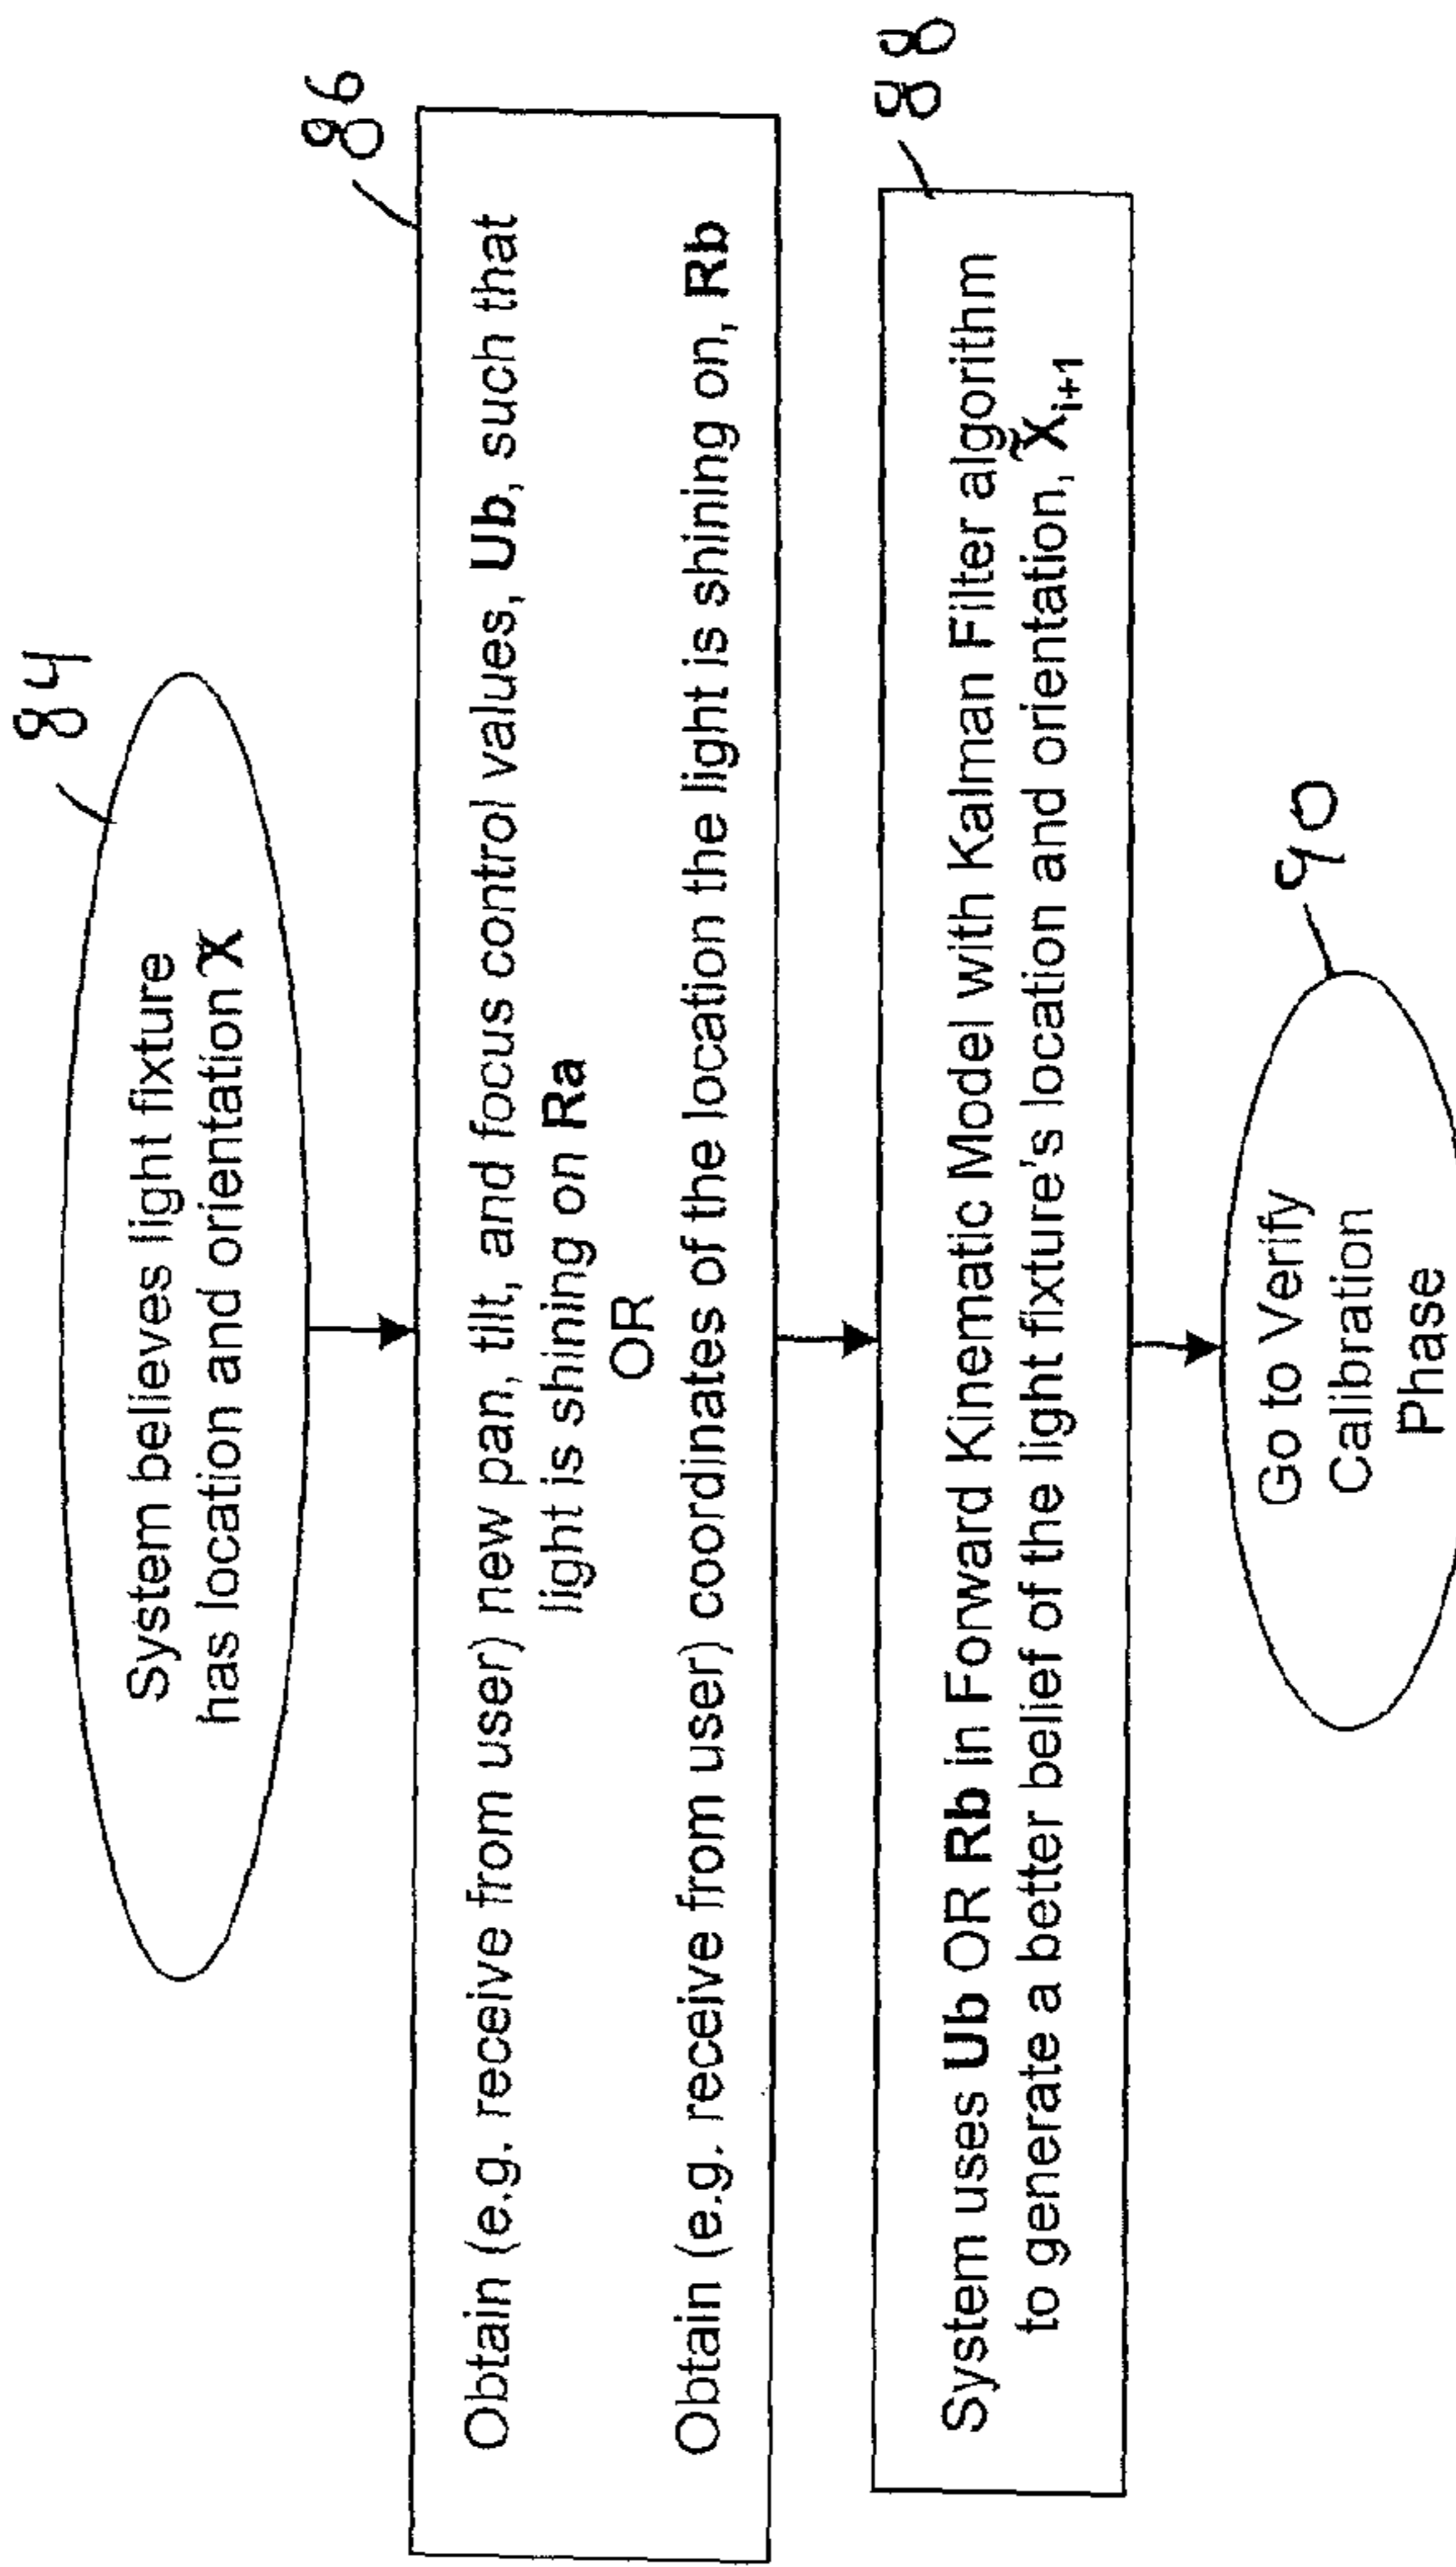 84
System believes light fixture
has location and orientation X̃
86
Obtain (e.g. receive from user) new pan, tilt, and focus control values, Ub, such that
light is shining on Ra
OR
Obtain (e.g. receive from user) coordinates of the location the light is shining on, Rb
88
System uses Ub OR Rb in Forward Kinematic Model with Kalman Filter algorithm
to generate a better belief of the light fixture's location and orientation, X̃i+1
90
Go to Verify
Calibration
Phase